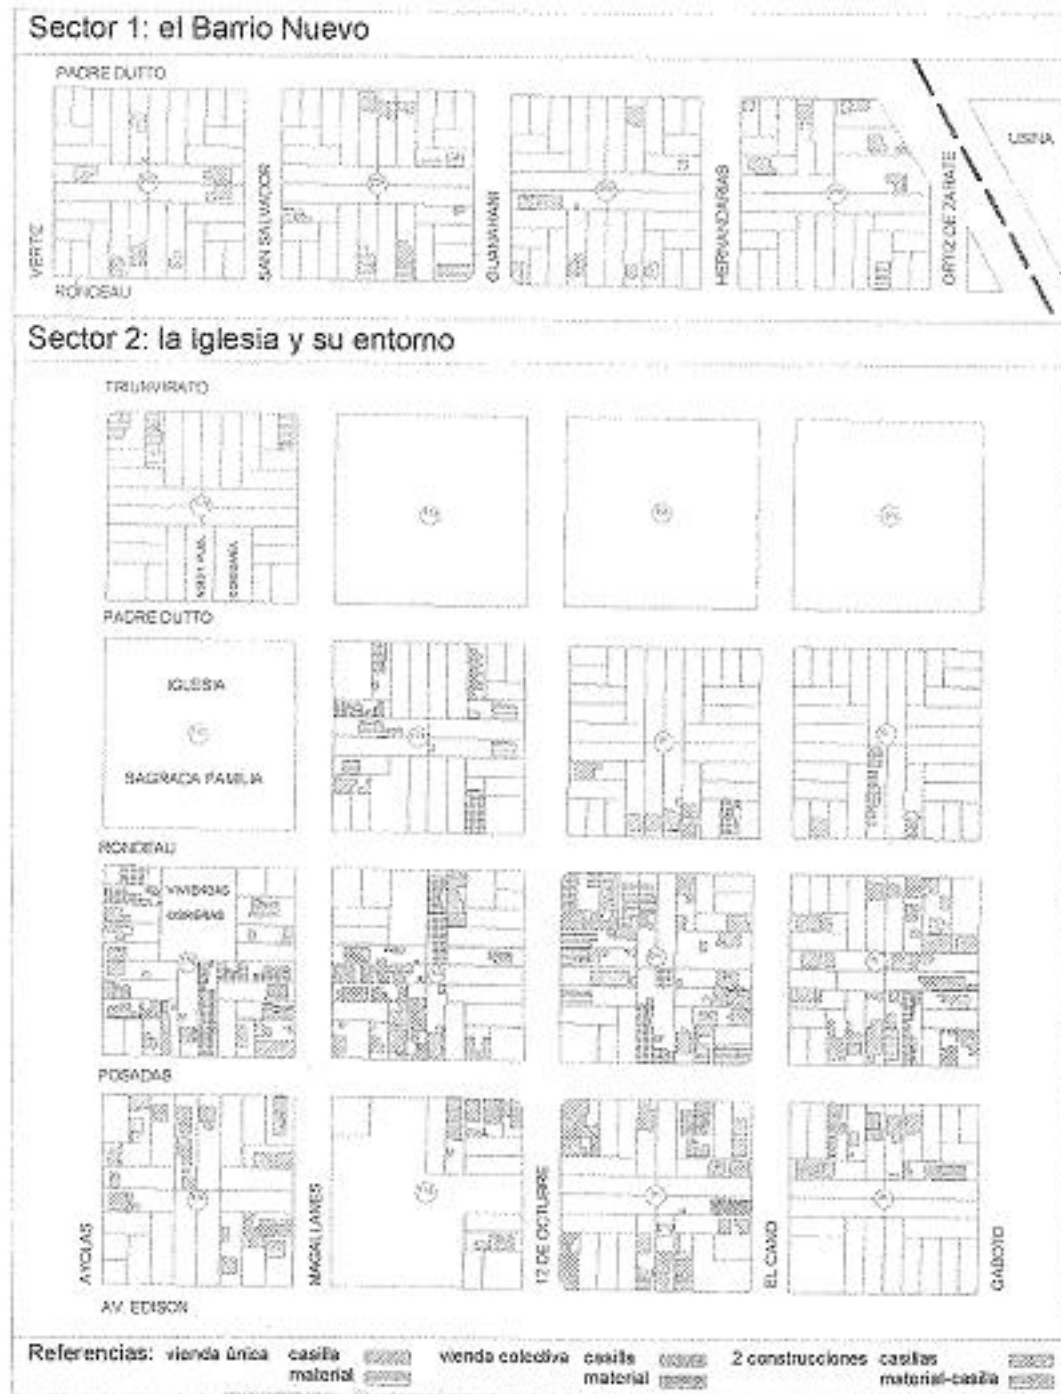 Sector 1: el Barrio Nuevo
PADRE DUTTO
USINA
VERTIZ
SAN SALVADOR
GUANAHANI
HERNANDARIAS
ORTIZ DE ZARATE
RONDEAU
Sector 2: la iglesia y su entorno
TRIUNVIRATO
PADRE DUTTO
IGLESIA
SAGRADA FAMILIA
RONDEAU
VIVIENDAS
OBRERAS
POSADAS
AYOLAS
MAGALLANES
12 DE OCTUBRE
EL CANO
GABOTO
AV. EDISON
Referencias: vienda única casilla vienda colectiva casilla 2 construcciones casillas
material material material-casilla